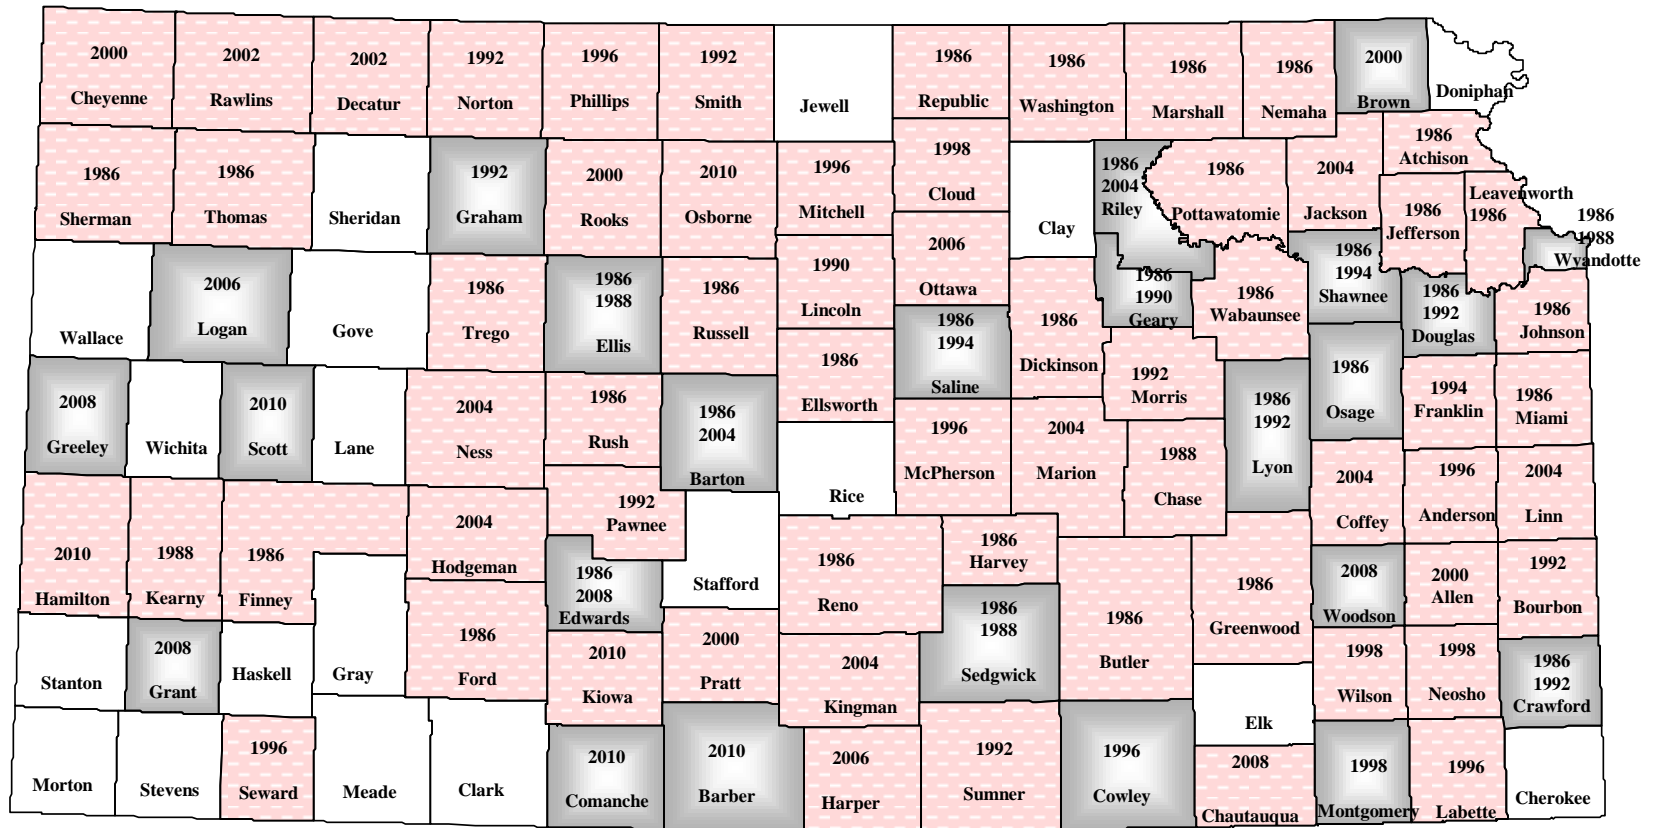 2000
Cheyenne
2002
Rawlins
2002
Decatur
1992
Norton
1996
Phillips
1992
Smith
Jewell
1986
Republic
1986
Washington
1986
Marshall
1986
Nemaha
2000
Brown
Doniphan
1986
Sherman
1986
Thomas
Sheridan
1992
Graham
2000
Rooks
2010
Osborne
1996
Mitchell
1998
Cloud
Clay
1986
2004
Riley
1986
Pottawatomie
2004
Jackson
1986
Atchison
1986
Jefferson
Leavenworth
1986
1986
1988
Wyandotte
Wallace
2006
Logan
Gove
1986
Trego
1986
1988
Ellis
1986
Russell
1990
Lincoln
2006
Ottawa
1986
Dickinson
1986
1990
Geary
1986
Wabaunsee
1986
1994
Shawnee
1986
1992
Douglas
1986
Johnson
2008
Greeley
Wichita
2010
Scott
Lane
2004
Ness
1986
Rush
1986
2004
Barton
1986
Ellsworth
1986
1994
Saline
1992
Morris
1986
1992
Lyon
1986
Osage
1994
Franklin
1986
Miami
Rice
1996
McPherson
2004
Marion
1988
Chase
2010
Hamilton
1988
Kearny
1986
Finney
2004
Hodgeman
1992
Pawnee
1986
2008
Edwards
Stafford
1986
Reno
1986
Harvey
1986
Butler
1986
Greenwood
2004
Coffey
1996
Anderson
2004
Linn
2008
Woodson
2000
Allen
1992
Bourbon
Stanton
2008
Grant
Haskell
Gray
1986
Ford
2010
Kiowa
2000
Pratt
2004
Kingman
1986
1988
Sedgwick
Elk
1998
Wilson
1998
Neosho
1986
1992
Crawford
Morton
Stevens
1996
Seward
Meade
Clark
2010
Comanche
2010
Barber
2006
Harper
1992
Sumner
1996
Cowley
2008
Chautauqua
1998
Montgomery
1996
Labette
Cherokee